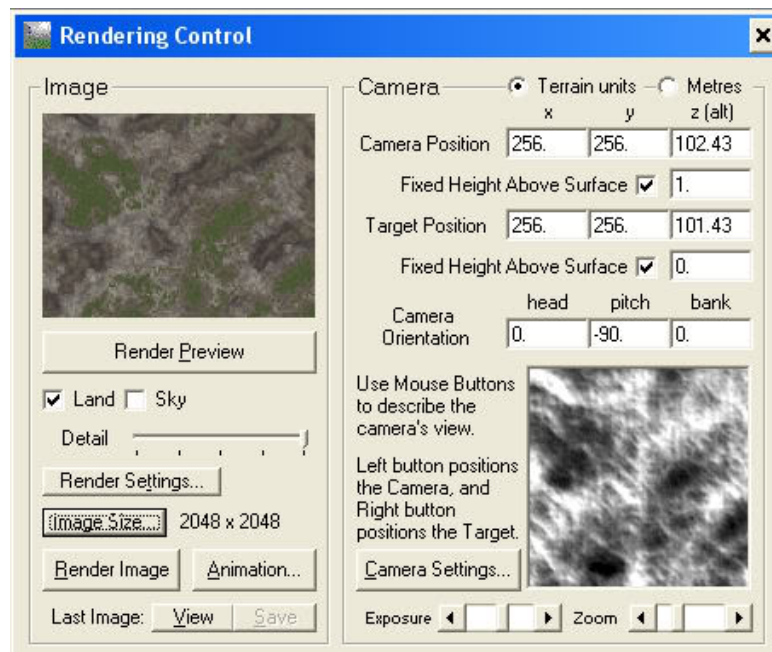 Rendering Control
Image
Render Preview
Land Sky
Detail
Render Settings...
Image Size... 2048 x 2048
Render Image Animation...
Last Image: View Save
Camera Terrain units Metres
x y z (alt)
Camera Position 256. 256. 102.43
Fixed Height Above Surface 1.
Target Position 256. 256. 101.43
Fixed Height Above Surface 0.
head pitch bank
Camera
Orientation 0. -90. 0.
Use Mouse Buttons
to describe the
camera's view.
Left button positions
the Camera, and
Right button
positions the Target.
Camera Settings...
Exposure Zoom